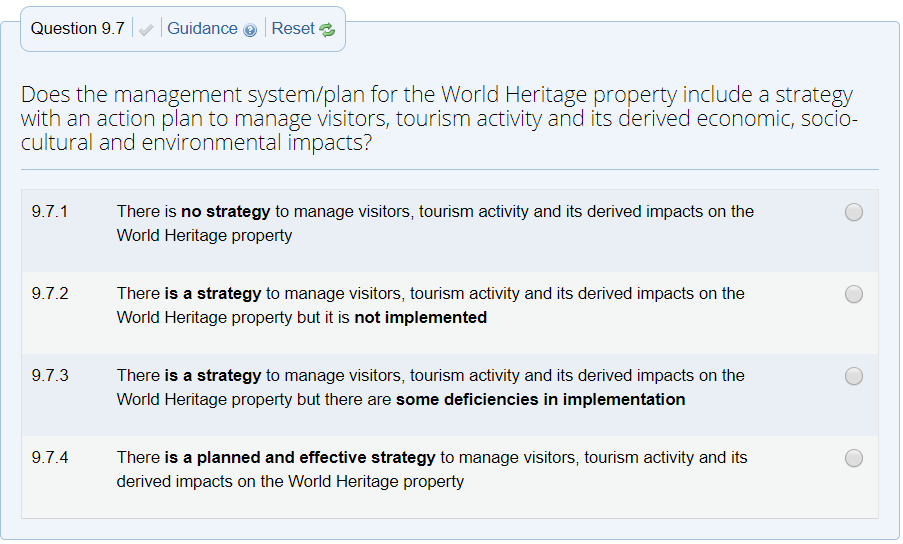 Question 9.7 Guidance Reset
Does the management system/plan for the World Heritage property include a strategy
with an action plan to manage visitors, tourism activity and its derived economic, socio-
cultural and environmental impacts?
9.7.1 There is no strategy to manage visitors, tourism activity and its derived impacts on the
World Heritage property
9.7.2 There is a strategy to manage visitors, tourism activity and its derived impacts on the
World Heritage property but it is not implemented
9.7.3 There is a strategy to manage visitors, tourism activity and its derived impacts on the
World Heritage property but there are some deficiencies in implementation
9.7.4 There is a planned and effective strategy to manage visitors, tourism activity and its
derived impacts on the World Heritage property